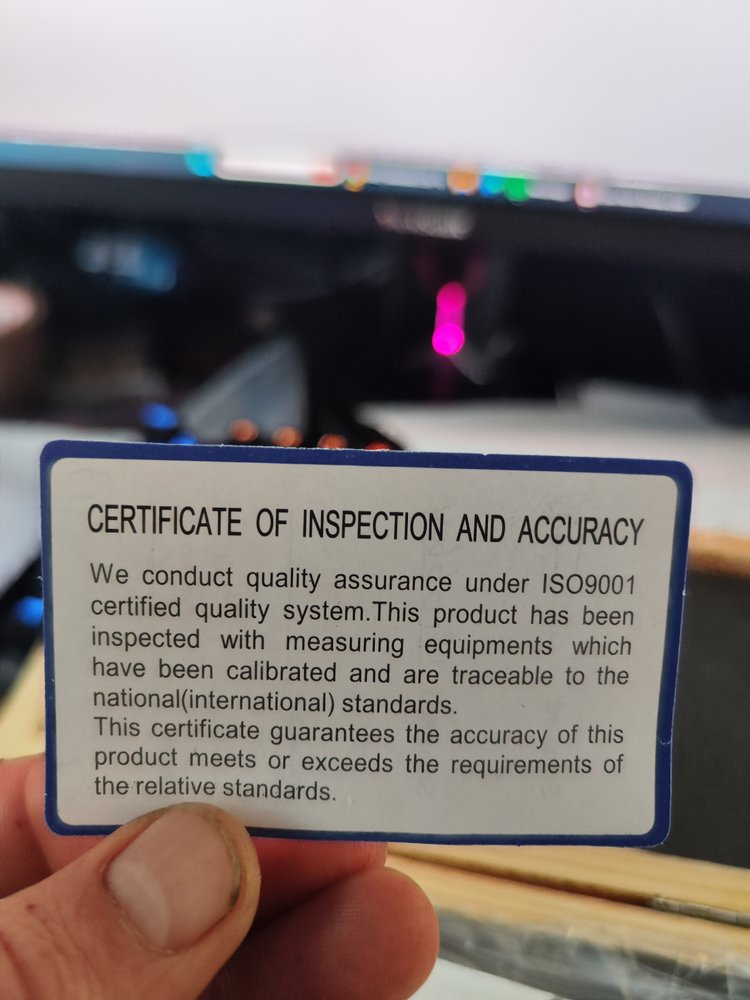 CERTIFICATE OF INSPECTION AND ACCURACY
We conduct quality assurance under ISO9001
certified quality system.This product has been
inspected with measuring equipments which
have been calibrated and are traceable to the
national(international) standards.
This certificate guarantees the accuracy of this
product meets or exceeds the requirements of
the relative standards.